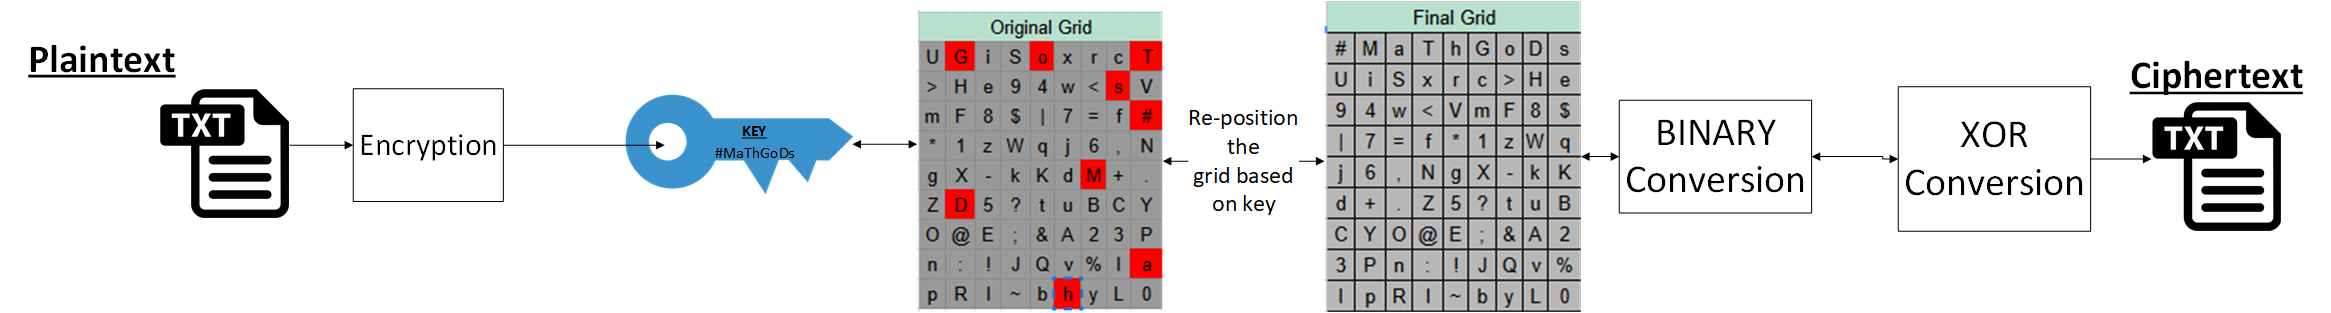 Plaintext
TXT
Encryption
KEY
#MaThGoDs
Original Grid
U G i S o x r c T
> H e 9 4 w < s V
m F 8 $ | 7 = f #
* 1 z W q j 6 , N
g X - k K d M + .
Z D 5 ? t u B C Y
O @ E ; & A 2 3 P
n : ! J Q v % l a
p R I ~ b h y L 0
Re-position
the
grid based
on key
Final Grid
# M a T h G o D s
U i S x r c > H e
9 4 w < V m F 8 $
| 7 = f * 1 z W q
j 6 , N g X - k K
d + . Z 5 ? t u B
C Y O @ E ; & A 2
3 P n : ! J Q v %
l p R I ~ b y L 0
BINARY
Conversion
XOR
Conversion
Ciphertext
TXT